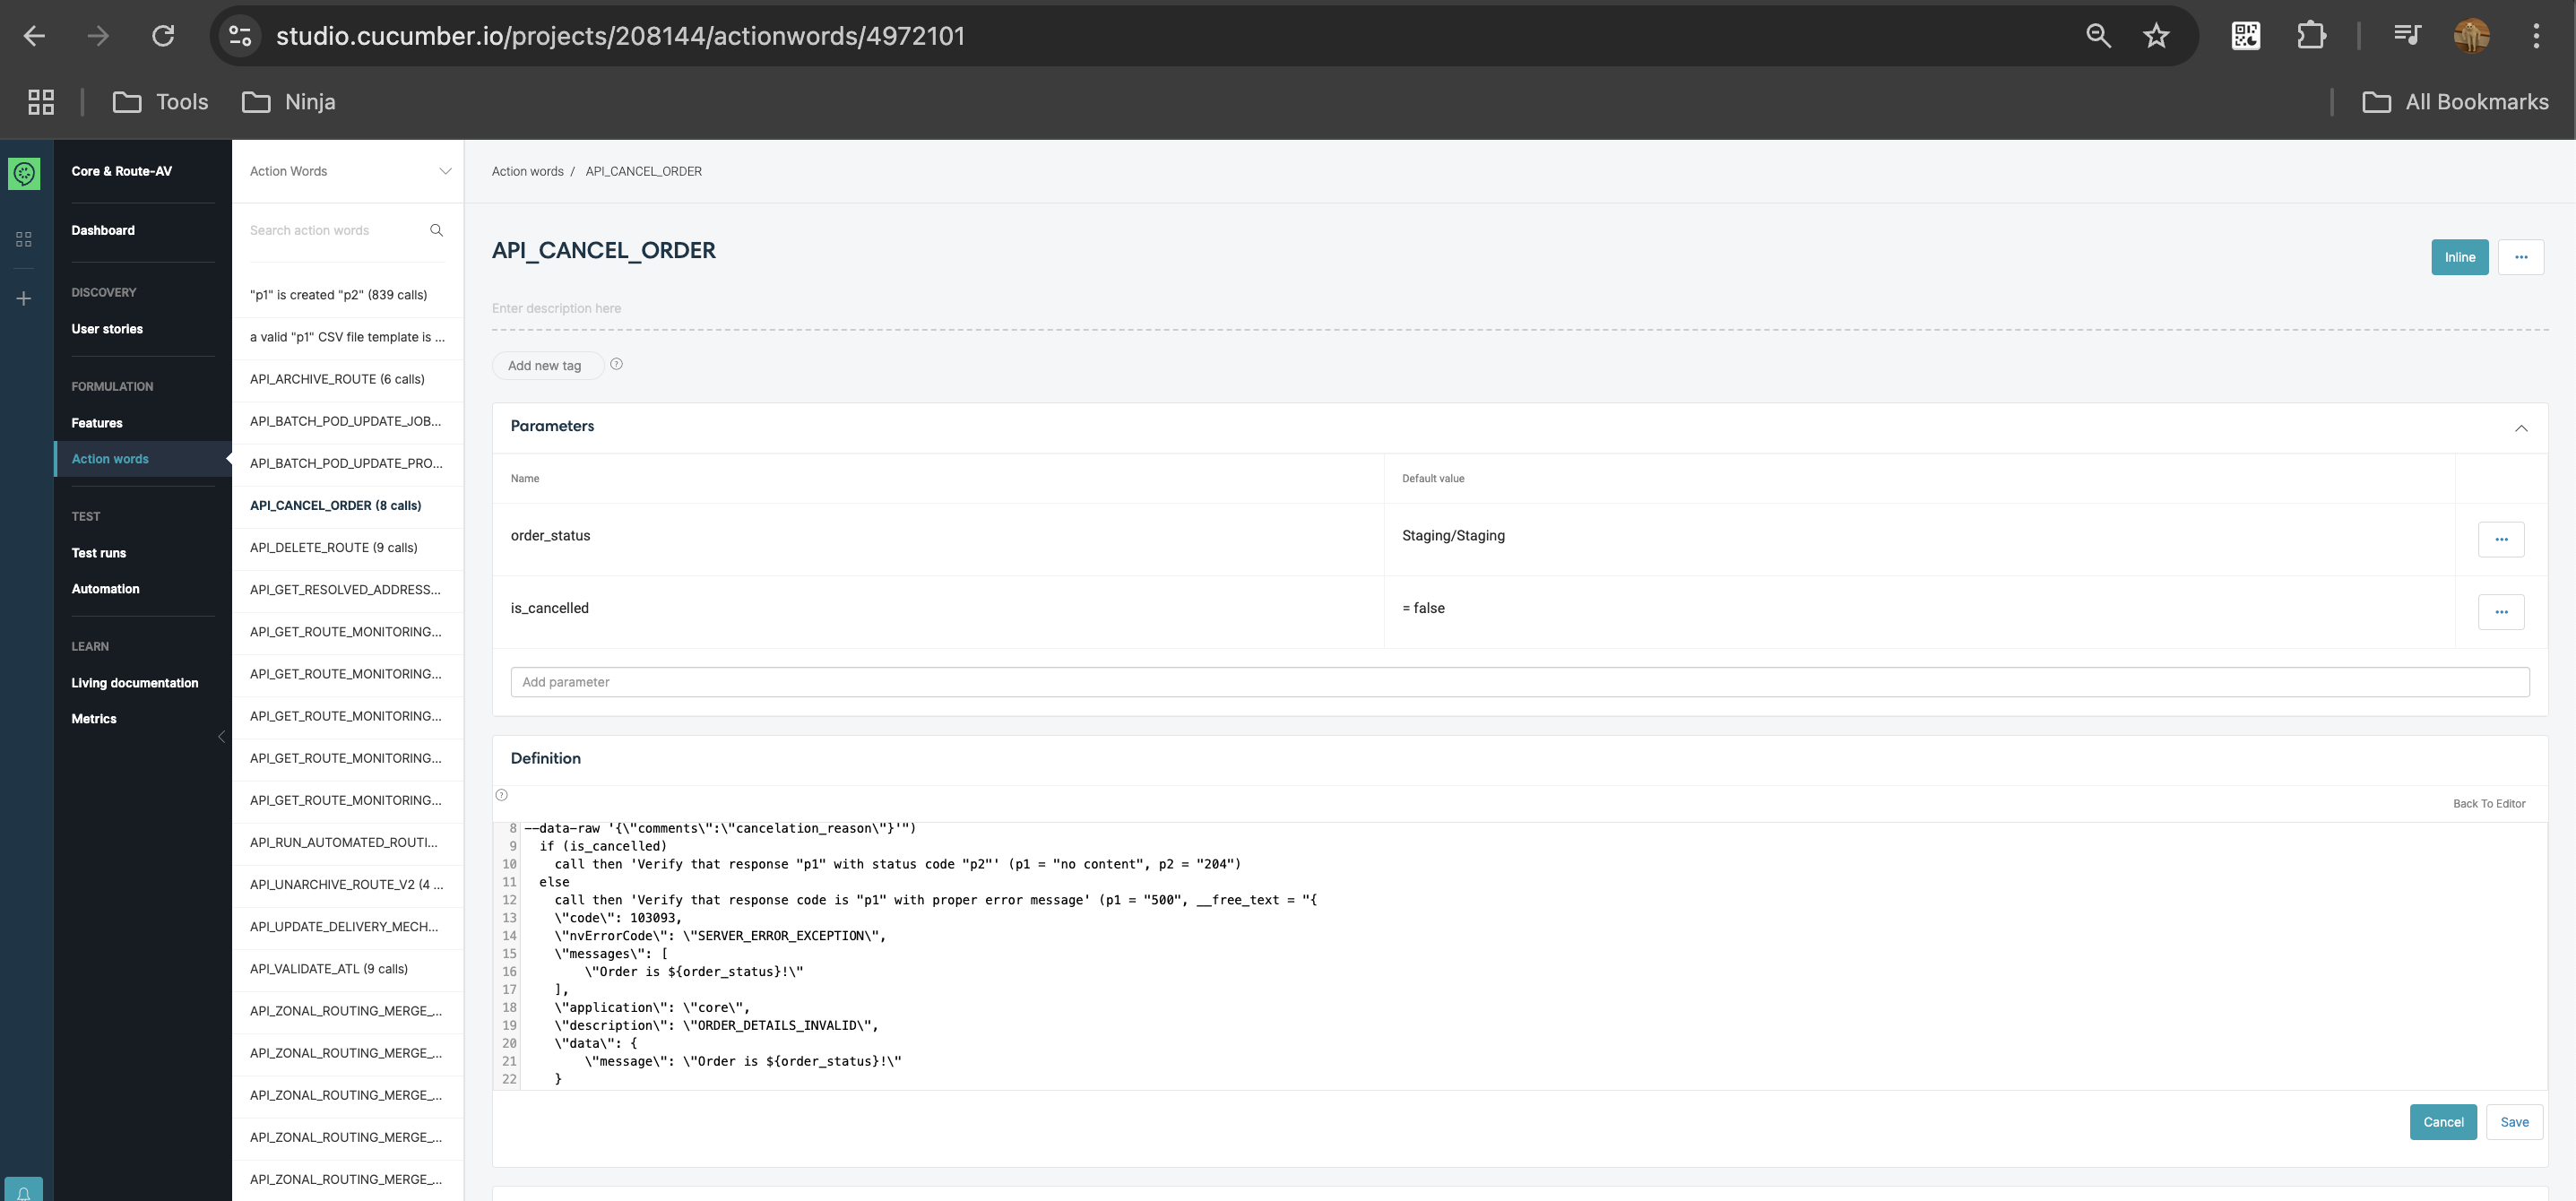 studio.cucumber.io/projects/208144/actionwords/4972101
Tools
Ninja
All Bookmarks
Core & Route-AV
Dashboard
DISCOVERY
User stories
FORMULATION
Features
Action words
TEST
Test runs
Automation
LEARN
Living documentation
Metrics
Action Words
Search action words
"p1" is created "p2" (839 calls)
a valid "p1" CSV file template is ...
API_ARCHIVE_ROUTE (6 calls)
API_BATCH_POD_UPDATE_JOB...
API_BATCH_POD_UPDATE_PRO...
API_CANCEL_ORDER (8 calls)
API_DELETE_ROUTE (9 calls)
API_GET_RESOLVED_ADDRESS...
API_GET_ROUTE_MONITORING...
API_GET_ROUTE_MONITORING...
API_GET_ROUTE_MONITORING...
API_GET_ROUTE_MONITORING...
API_GET_ROUTE_MONITORING...
API_RUN_AUTOMATED_ROUTI...
API_UNARCHIVE_ROUTE_V2 (4 ...
API_UPDATE_DELIVERY_MECH...
API_VALIDATE_ATL (9 calls)
API_ZONAL_ROUTING_MERGE_...
API_ZONAL_ROUTING_MERGE_...
API_ZONAL_ROUTING_MERGE_...
API_ZONAL_ROUTING_MERGE_...
API_ZONAL_ROUTING_MERGE_...
Action words / API_CANCEL_ORDER
API_CANCEL_ORDER
Inline
...
Enter description here
Add new tag
?
Parameters
Name Default value
order_status Staging/Staging ...
is_cancelled = false ...
Add parameter
Definition
?
Back To Editor
8 --data-raw '{\"comments\":\"cancelation_reason\"}'")
9 if (is_cancelled)
10 call then 'Verify that response "p1" with status code "p2"' (p1 = "no content", p2 = "204")
11 else
12 call then 'Verify that response code is "p1" with proper error message' (p1 = "500", __free_text = "{
13 \"code\": 103093,
14 \"nvErrorCode\": \"SERVER_ERROR_EXCEPTION\",
15 \"messages\": [
16 \"Order is ${order_status}!\"
17 ],
18 \"application\": \"core\",
19 \"description\": \"ORDER_DETAILS_INVALID\",
20 \"data\": {
21 \"message\": \"Order is ${order_status}!\"
22 }
Cancel
Save